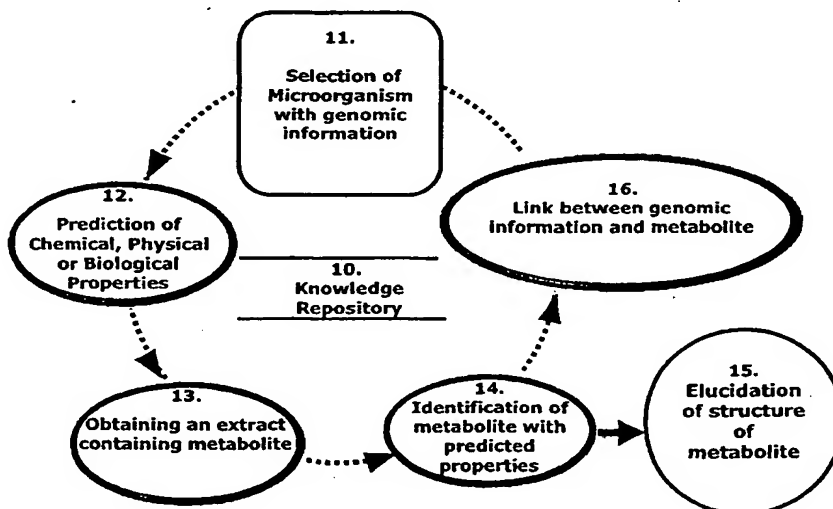 11.
Selection of
Microorganism
with genomic
information
12.
Prediction of
Chemical, Physical
or Biological
Properties
16.
Link between genomic
information and metabolite
10.
Knowledge
Repository
13.
Obtaining an extract
containing metabolite
14.
Identification of
metabolite with
predicted
properties
15.
Elucidation
of structure
of
metabolite